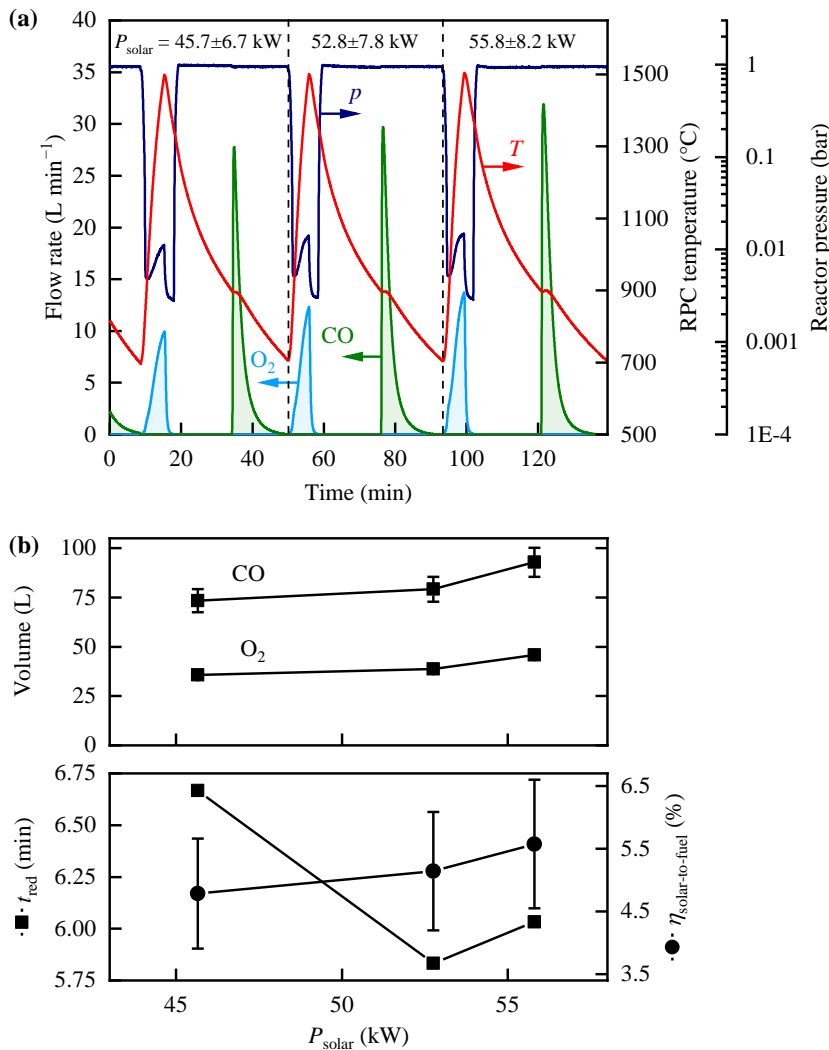 (a)
P_solar = 45.7±6.7 kW 52.8±7.8 kW 55.8±8.2 kW
40
35
30
25
20
15
10
5
0
Flow rate (L min⁻¹)
p
T
CO
O₂
1500
1300
1100
900
700
500
RPC temperature (°C)
1
0.1
0.01
0.001
1E-4
Reactor pressure (bar)
0 20 40 60 80 100 120
Time (min)
(b)
100
75
50
25
0
Volume (L)
CO
O₂
6.75
6.50
6.25
6.00
5.75
t_red (min)
6.5
5.5
4.5
3.5
η_solar-to-fuel (%)
45 50 55
P_solar (kW)